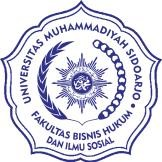 UNIVERSITAS MUHAMMADIYAH SIDOARJO
FAKULTAS BISNIS HUKUM
DAN ILMU SOSIAL